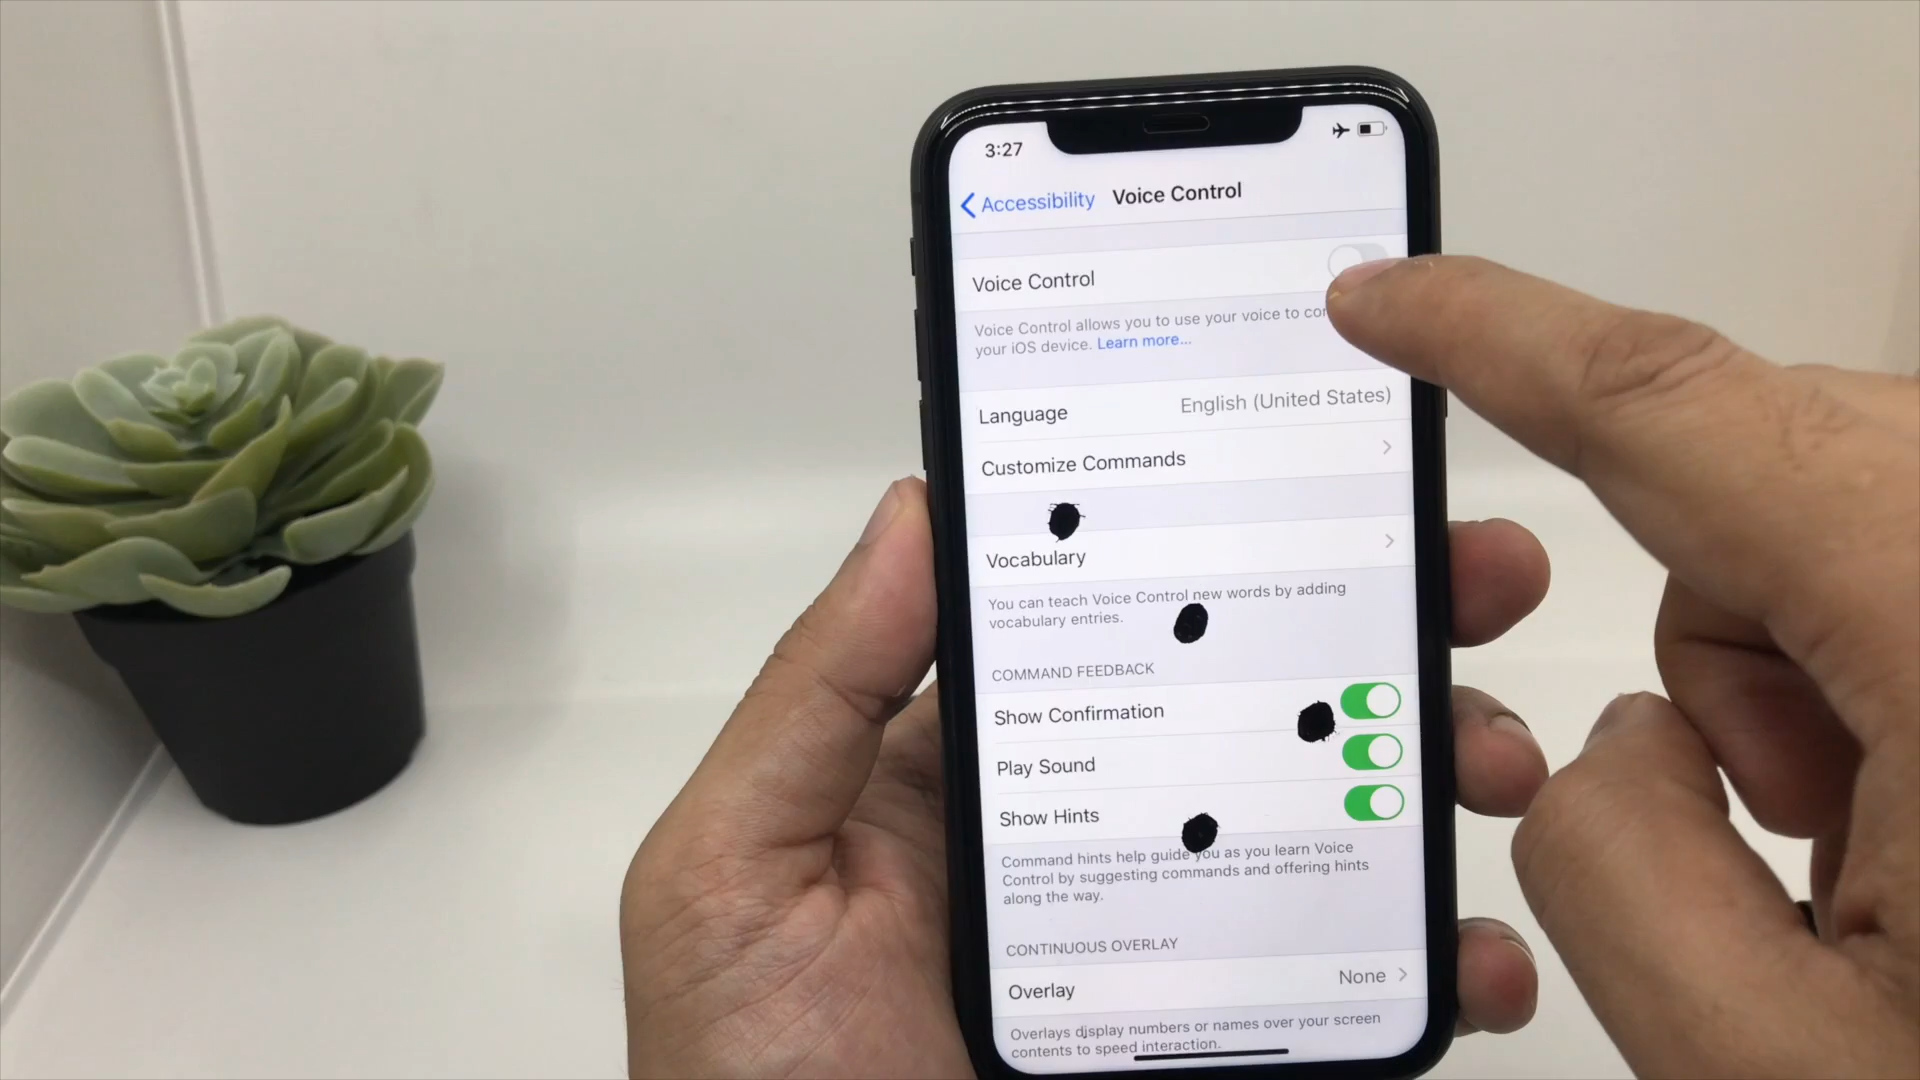 3:27
Accessibility Voice Control
Voice Control
Voice Control allows you to use your voice to
your iOS device. Learn more...
Language English (United States)
Customize Commands
Vocabulary
You can teach Voice Control new words by adding
vocabulary entries.
COMMAND FEEDBACK
Show Confirmation
Play Sound
Show Hints
Command hints help guide you as you learn Voice
Control by suggesting commands and offering hints
along the way.
CONTINUOUS OVERLAY
Overlay None
Overlays display numbers or names over your screen
contents to speed interaction.